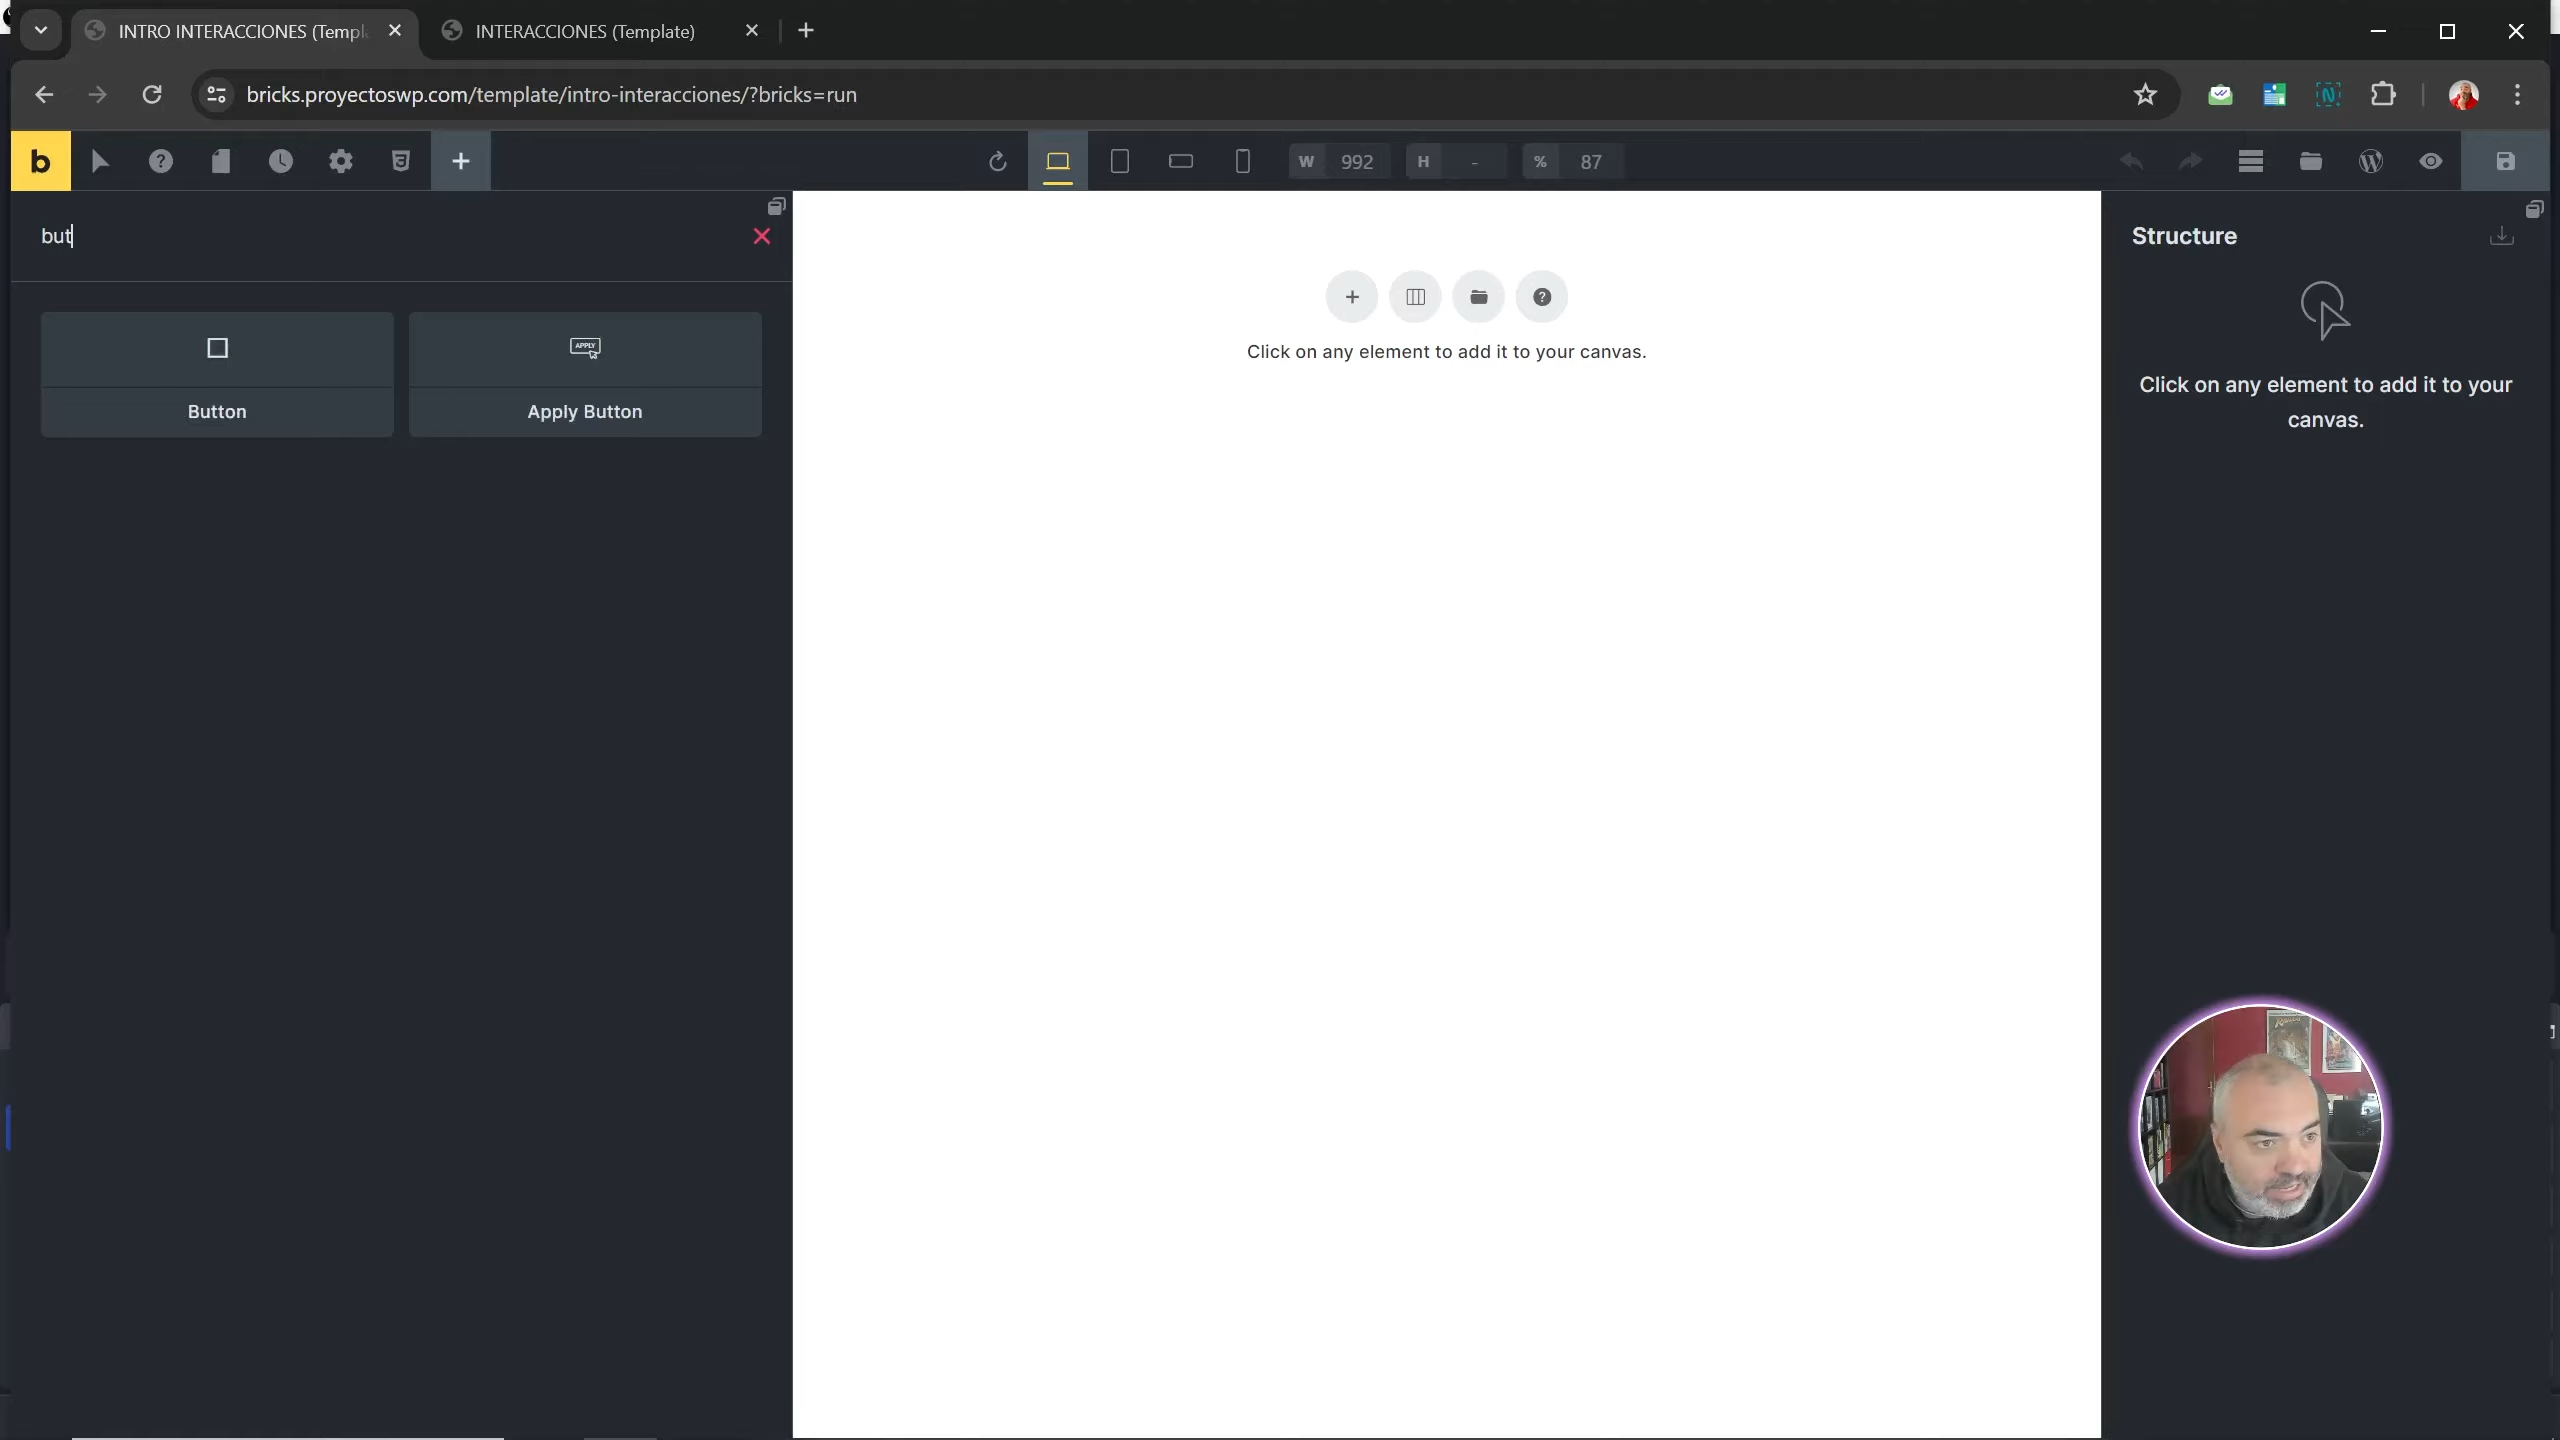 INTRO INTERACCIONES (Templ
INTERACCIONES (Template)
bricks.proyectoswp.com/template/intro-interacciones/?bricks=run
b
W 992 H - % 87
but
Structure
Button
APPLY
Apply Button
Click on any element to add it to your canvas.
Click on any element to add it to your
canvas.